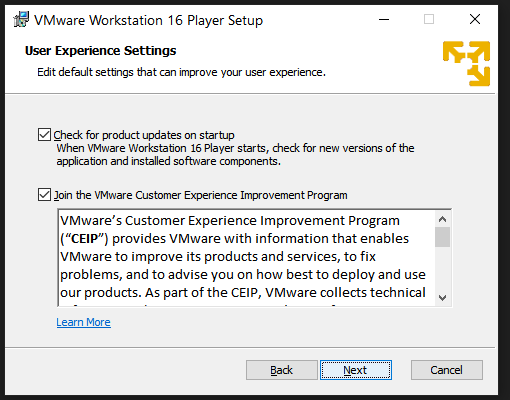 VMware Workstation 16 Player Setup
User Experience Settings
Edit default settings that can improve your user experience.
Check for product updates on startup
When VMware Workstation 16 Player starts, check for new versions of the
application and installed software components.
Join the VMware Customer Experience Improvement Program
VMware's Customer Experience Improvement Program
("CEIP") provides VMware with information that enables
VMware to improve its products and services, to fix
problems, and to advise you on how best to deploy and use
our products. As part of the CEIP, VMware collects technical
Learn More
Back Next Cancel